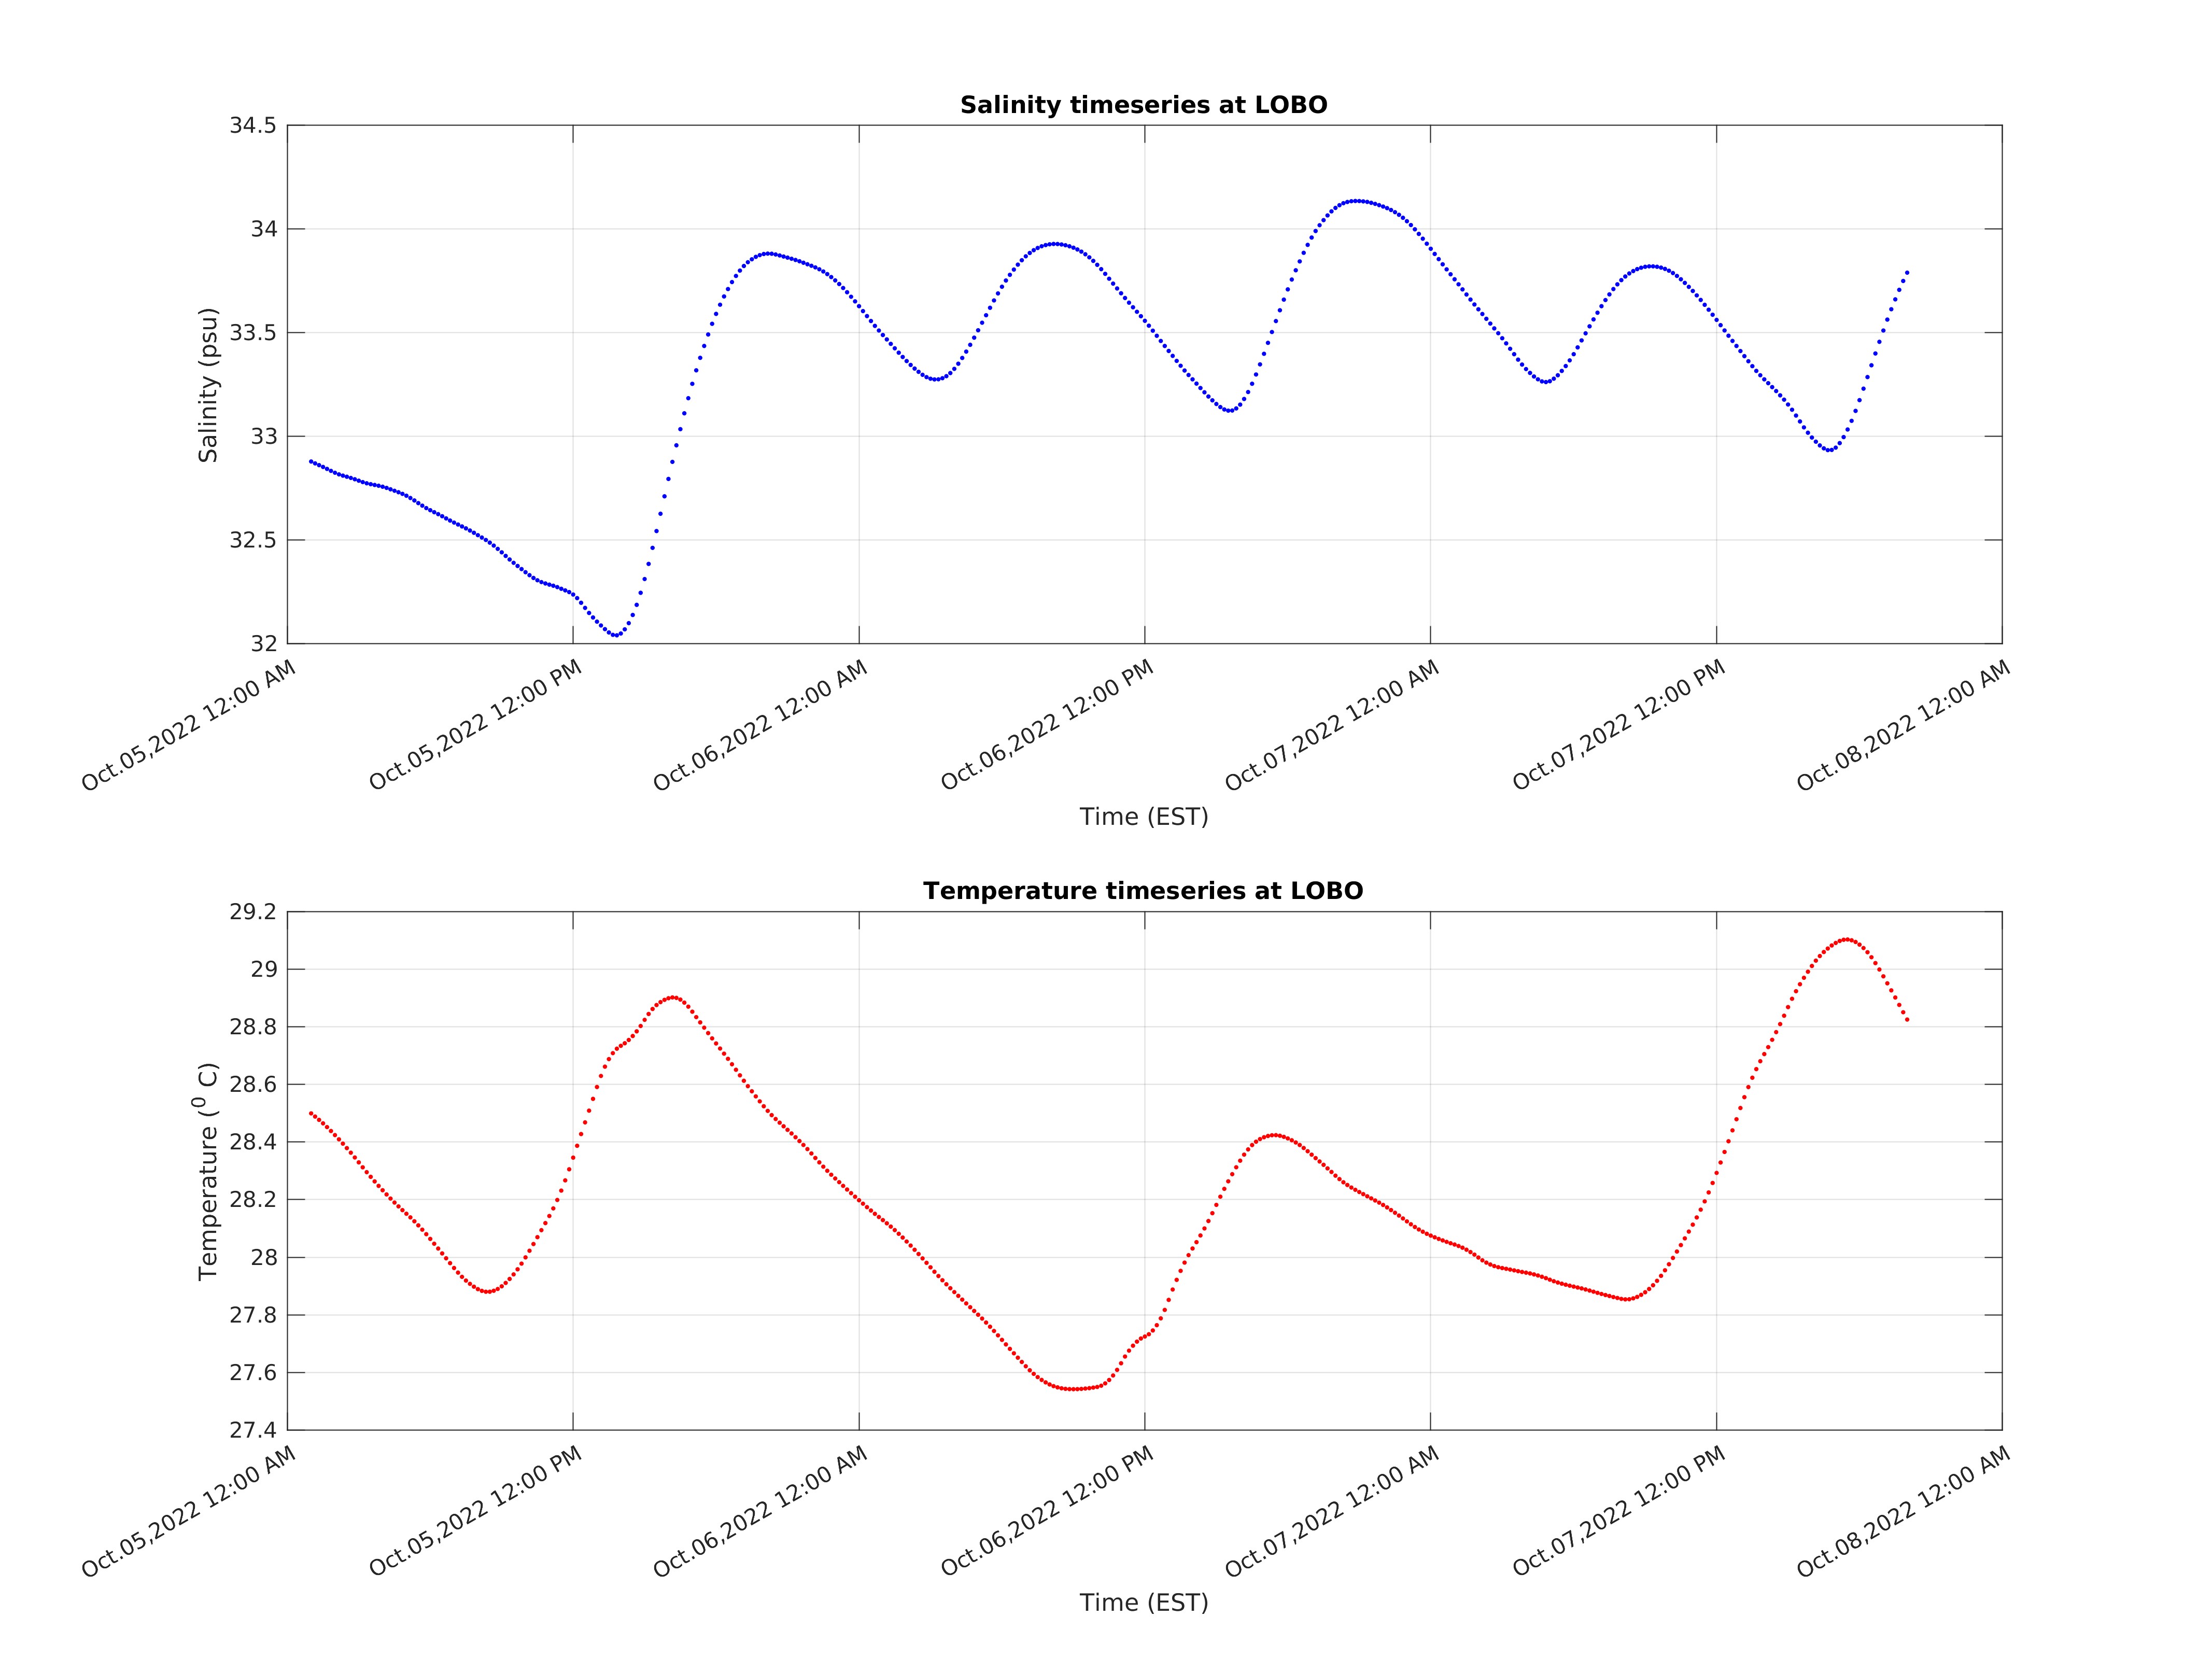 Salinity timeseries at LOBO
34.5
34
33.5
33
32.5
32
Salinity (psu)
Oct.05,2022 12:00 AM
Oct.05,2022 12:00 PM
Oct.06,2022 12:00 AM
Oct.06,2022 12:00 PM
Oct.07,2022 12:00 AM
Oct.07,2022 12:00 PM
Oct.08,2022 12:00 AM
Time (EST)
Temperature timeseries at LOBO
29.2
29
28.8
28.6
28.4
28.2
28
27.8
27.6
27.4
Temperature (⁰ C)
Oct.05,2022 12:00 AM
Oct.05,2022 12:00 PM
Oct.06,2022 12:00 AM
Oct.06,2022 12:00 PM
Oct.07,2022 12:00 AM
Oct.07,2022 12:00 PM
Oct.08,2022 12:00 AM
Time (EST)